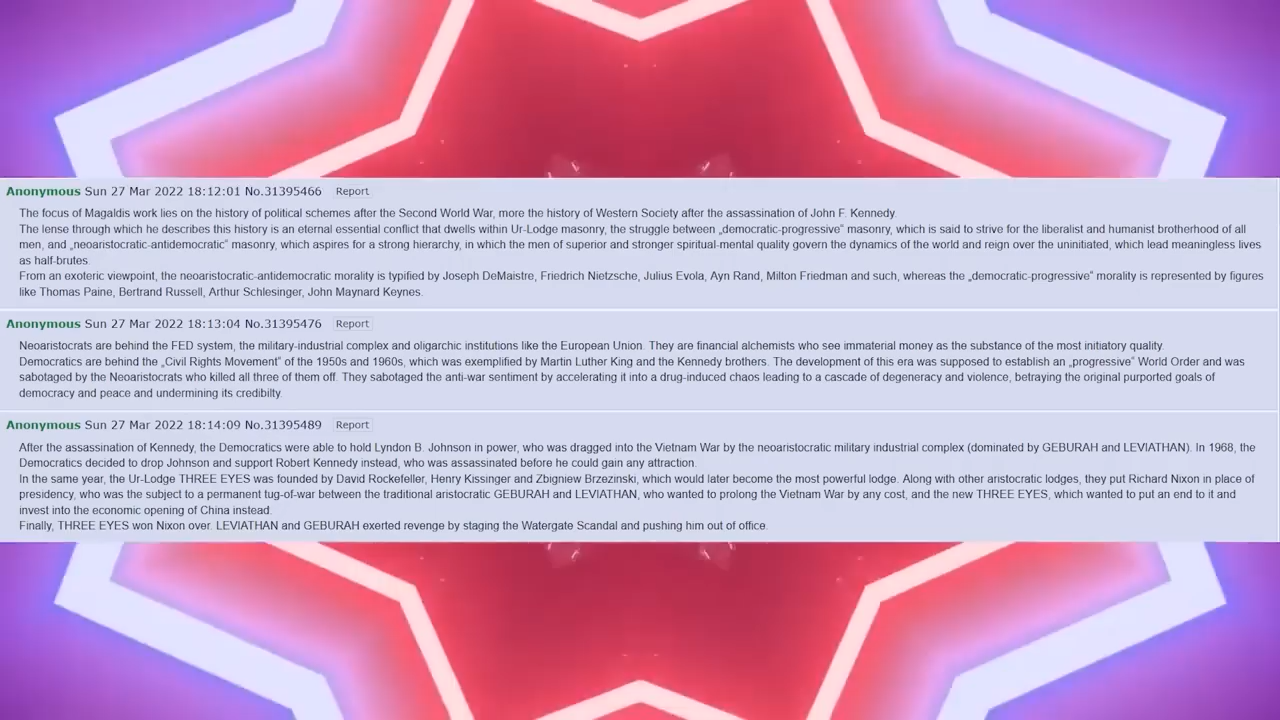 Anonymous Sun 27 Mar 2022 18:12:01 No.31395466 Report
The focus of Magaldis work lies on the history of political schemes after the Second World War, more the history of Western Society after the assassination of John F. Kennedy.
The lense through which he describes this history is an eternal essential conflict that dwells within Ur-Lodge masonry, the struggle between „democratic-progressive“ masonry, which is said to strive for the liberalist and humanist brotherhood of all
men, and „neoaristocratic-antidemocratic“ masonry, which aspires for a strong hierarchy, in which the men of superior and stronger spiritual-mental quality govern the dynamics of the world and reign over the uninitiated, which lead meaningless lives
as half-brutes.
From an exoteric viewpoint, the neoaristocratic-antidemocratic morality is typified by Joseph DeMaistre, Friedrich Nietzsche, Julius Evola, Ayn Rand, Milton Friedman and such, whereas the „democratic-progressive“ morality is represented by figures
like Thomas Paine, Bertrand Russell, Arthur Schlesinger, John Maynard Keynes.
Anonymous Sun 27 Mar 2022 18:13:04 No.31395476 Report
Neoaristocrats are behind the FED system, the military-industrial complex and oligarchic institutions like the European Union. They are financial alchemists who see immaterial money as the substance of the most initiatory quality.
Democratics are behind the „Civil Rights Movement“ of the 1950s and 1960s, which was exemplified by Martin Luther King and the Kennedy brothers. The development of this era was supposed to establish an „progressive“ World Order and was
sabotaged by the Neoaristocrats who killed all three of them off. They sabotaged the anti-war sentiment by accelerating it into a drug-induced chaos leading to a cascade of degeneracy and violence, betraying the original purported goals of
democracy and peace and undermining its credibilty.
Anonymous Sun 27 Mar 2022 18:14:09 No.31395489 Report
After the assassination of Kennedy, the Democratics were able to hold Lyndon B. Johnson in power, who was dragged into the Vietnam War by the neoaristocratic military industrial complex (dominated by GEBURAH and LEVIATHAN). In 1968, the
Democratics decided to drop Johnson and support Robert Kennedy instead, who was assassinated before he could gain any attraction.
In the same year, the Ur-Lodge THREE EYES was founded by David Rockefeller, Henry Kissinger and Zbigniew Brzezinski, which would later become the most powerful lodge. Along with other aristocratic lodges, they put Richard Nixon in place of
presidency, who was the subject to a permanent tug-of-war between the traditional aristocratic GEBURAH and LEVIATHAN, who wanted to prolong the Vietnam War by any cost, and the new THREE EYES, which wanted to put an end to it and
invest into the economic opening of China instead.
Finally, THREE EYES won Nixon over. LEVIATHAN and GEBURAH exerted revenge by staging the Watergate Scandal and pushing him out of office.